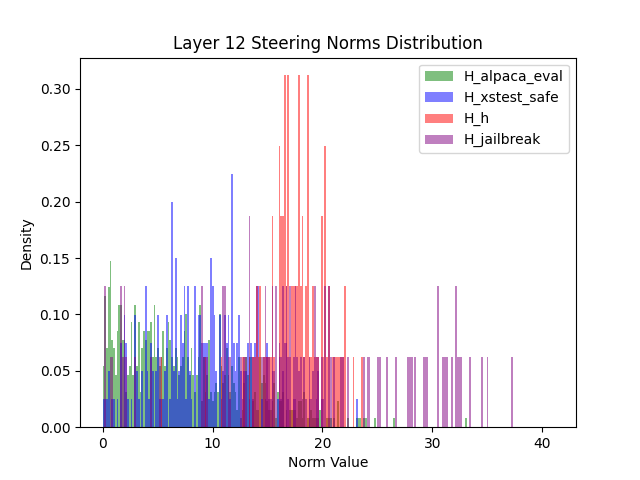 Layer 12 Steering Norms Distribution
H_alpaca_eval
H_xstest_safe
H_h
H_jailbreak
Density
0.30
0.25
0.20
0.15
0.10
0.05
0.00
0
10
20
30
40
Norm Value